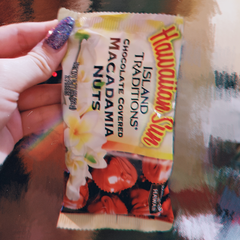 Hawaiian Sun
ISLAND
TRADITIONS
CHOCOLATE COVERED
MACADAMIA
NUTS